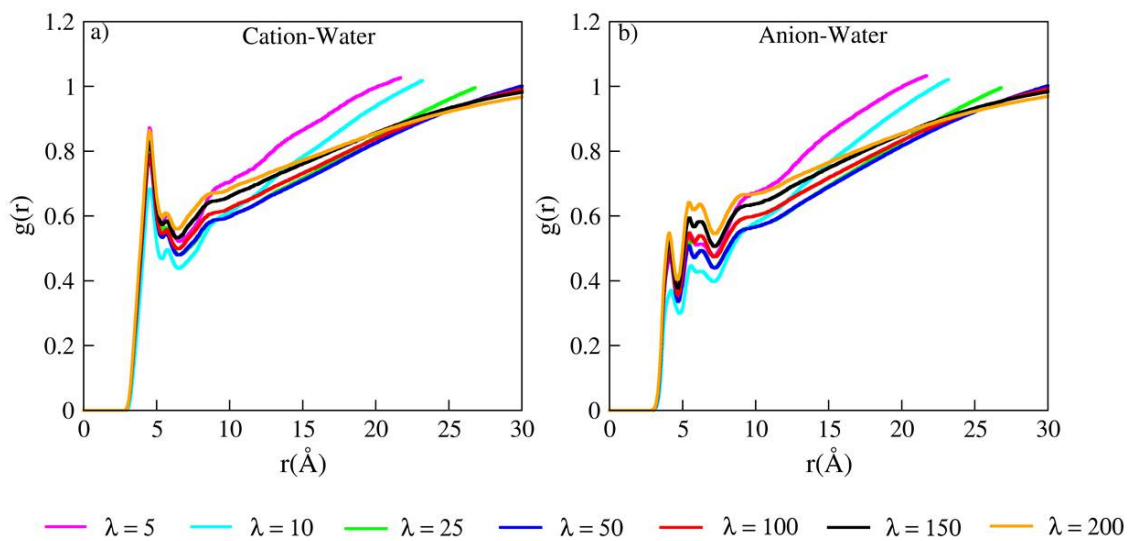 a) Cation-Water
b) Anion-Water
1.2
1
0.8
0.6
0.4
0.2
0
g(r)
0 5 10 15 20 25 30
r(Å)
1.2
1
0.8
0.6
0.4
0.2
0
g(r)
0 5 10 15 20 25 30
r(Å)
λ = 5 λ = 10 λ = 25 λ = 50 λ = 100 λ = 150 λ = 200